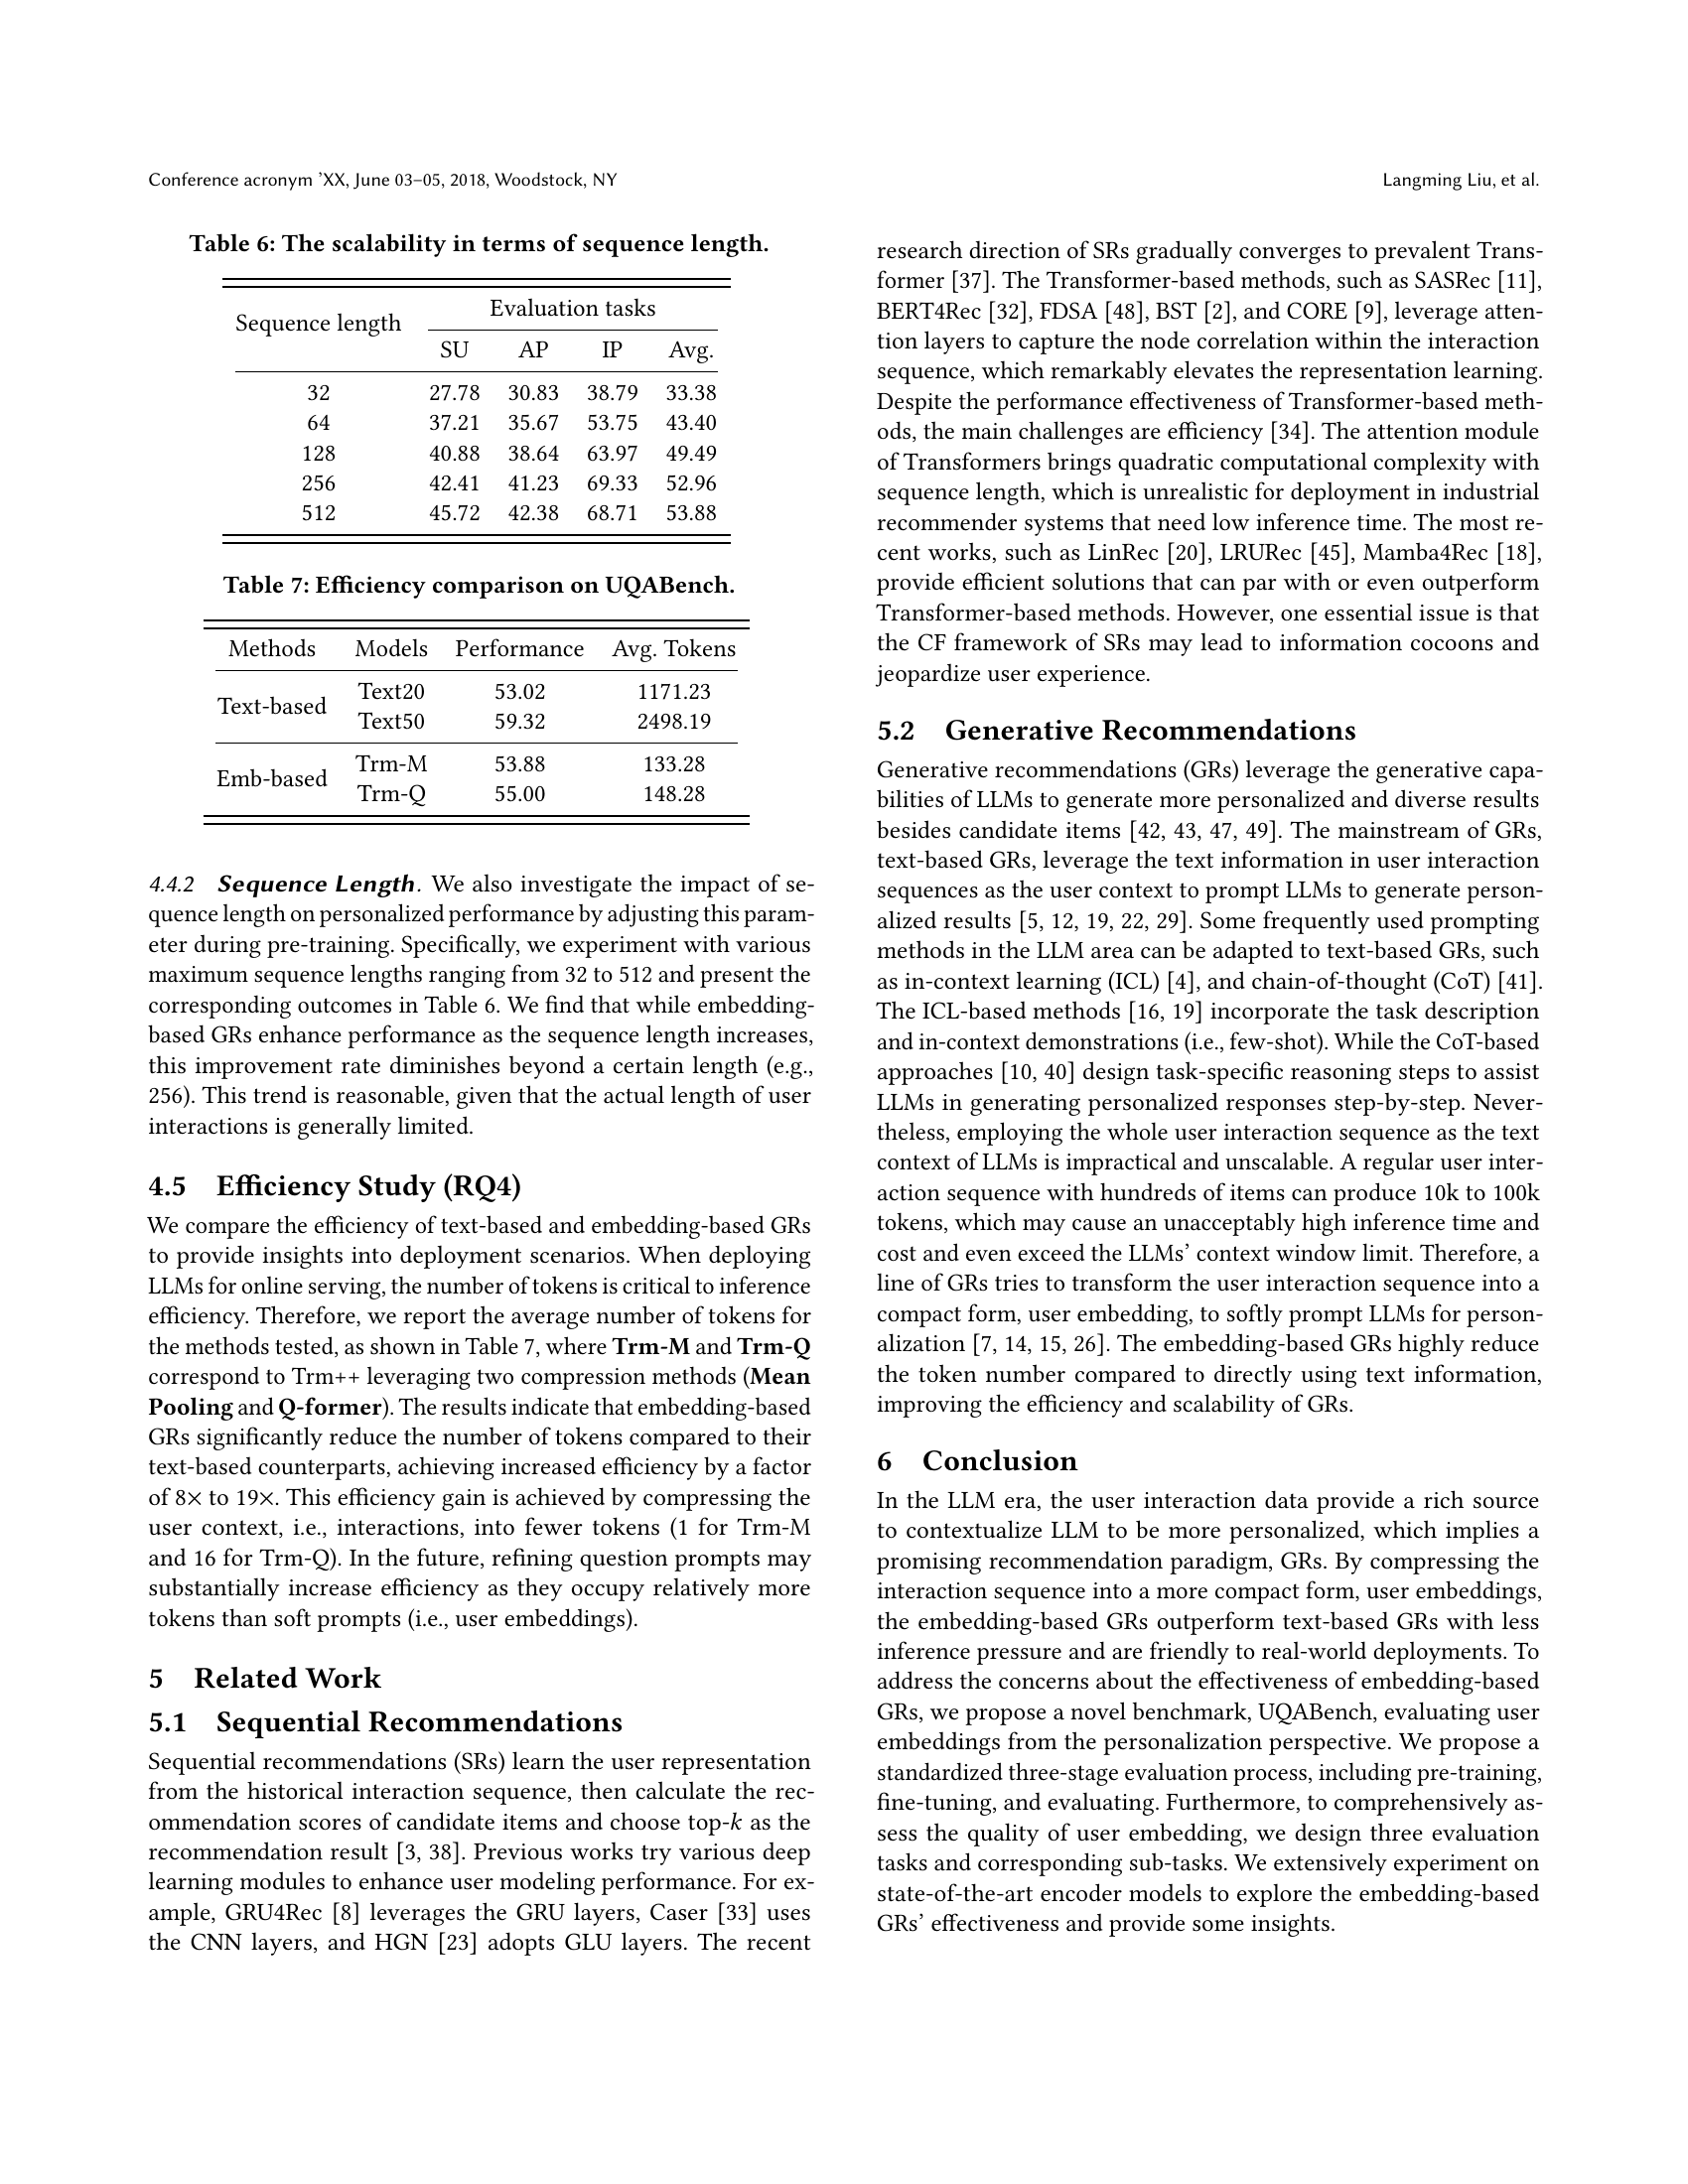 Conference acronym ’XX, June 03–05, 2018, Woodstock, NY
Langming Liu, et al.
Table 6: The scalability in terms of sequence length.
Sequence length
Evaluation tasks
SU AP IP Avg.
32 27.78 30.83 38.79 33.38
64 37.21 35.67 53.75 43.40
128 40.88 38.64 63.97 49.49
256 42.41 41.23 69.33 52.96
512 45.72 42.38 68.71 53.88
Table 7: Efficiency comparison on UQABench.
Methods Models Performance Avg. Tokens
Text-based
Text20 53.02 1171.23
Text50 59.32 2498.19
Emb-based
Trm-M 53.88 133.28
Trm-Q 55.00 148.28
4.4.2 Sequence Length. We also investigate the impact of se-
quence length on personalized performance by adjusting this param-
eter during pre-training. Specifically, we experiment with various
maximum sequence lengths ranging from 32 to 512 and present the
corresponding outcomes in Table 6. We find that while embedding-
based GRs enhance performance as the sequence length increases,
this improvement rate diminishes beyond a certain length (e.g.,
256). This trend is reasonable, given that the actual length of user
interactions is generally limited.
4.5 Efficiency Study (RQ4)
We compare the efficiency of text-based and embedding-based GRs
to provide insights into deployment scenarios. When deploying
LLMs for online serving, the number of tokens is critical to inference
efficiency. Therefore, we report the average number of tokens for
the methods tested, as shown in Table 7, where Trm-M and Trm-Q
correspond to Trm++ leveraging two compression methods (Mean
Pooling and Q-former). The results indicate that embedding-based
GRs significantly reduce the number of tokens compared to their
text-based counterparts, achieving increased efficiency by a factor
of 8× to 19×. This efficiency gain is achieved by compressing the
user context, i.e., interactions, into fewer tokens (1 for Trm-M
and 16 for Trm-Q). In the future, refining question prompts may
substantially increase efficiency as they occupy relatively more
tokens than soft prompts (i.e., user embeddings).
5 Related Work
5.1 Sequential Recommendations
Sequential recommendations (SRs) learn the user representation
from the historical interaction sequence, then calculate the rec-
ommendation scores of candidate items and choose top-k as the
recommendation result [3, 38]. Previous works try various deep
learning modules to enhance user modeling performance. For ex-
ample, GRU4Rec [8] leverages the GRU layers, Caser [33] uses
the CNN layers, and HGN [23] adopts GLU layers. The recent
research direction of SRs gradually converges to prevalent Trans-
former [37]. The Transformer-based methods, such as SASRec [11],
BERT4Rec [32], FDSA [48], BST [2], and CORE [9], leverage atten-
tion layers to capture the node correlation within the interaction
sequence, which remarkably elevates the representation learning.
Despite the performance effectiveness of Transformer-based meth-
ods, the main challenges are efficiency [34]. The attention module
of Transformers brings quadratic computational complexity with
sequence length, which is unrealistic for deployment in industrial
recommender systems that need low inference time. The most re-
cent works, such as LinRec [20], LRURec [45], Mamba4Rec [18],
provide efficient solutions that can par with or even outperform
Transformer-based methods. However, one essential issue is that
the CF framework of SRs may lead to information cocoons and
jeopardize user experience.
5.2 Generative Recommendations
Generative recommendations (GRs) leverage the generative capa-
bilities of LLMs to generate more personalized and diverse results
besides candidate items [42, 43, 47, 49]. The mainstream of GRs,
text-based GRs, leverage the text information in user interaction
sequences as the user context to prompt LLMs to generate person-
alized results [5, 12, 19, 22, 29]. Some frequently used prompting
methods in the LLM area can be adapted to text-based GRs, such
as in-context learning (ICL) [4], and chain-of-thought (CoT) [41].
The ICL-based methods [16, 19] incorporate the task description
and in-context demonstrations (i.e., few-shot). While the CoT-based
approaches [10, 40] design task-specific reasoning steps to assist
LLMs in generating personalized responses step-by-step. Never-
theless, employing the whole user interaction sequence as the text
context of LLMs is impractical and unscalable. A regular user inter-
action sequence with hundreds of items can produce 10k to 100k
tokens, which may cause an unacceptably high inference time and
cost and even exceed the LLMs’ context window limit. Therefore, a
line of GRs tries to transform the user interaction sequence into a
compact form, user embedding, to softly prompt LLMs for person-
alization [7, 14, 15, 26]. The embedding-based GRs highly reduce
the token number compared to directly using text information,
improving the efficiency and scalability of GRs.
6 Conclusion
In the LLM era, the user interaction data provide a rich source
to contextualize LLM to be more personalized, which implies a
promising recommendation paradigm, GRs. By compressing the
interaction sequence into a more compact form, user embeddings,
the embedding-based GRs outperform text-based GRs with less
inference pressure and are friendly to real-world deployments. To
address the concerns about the effectiveness of embedding-based
GRs, we propose a novel benchmark, UQABench, evaluating user
embeddings from the personalization perspective. We propose a
standardized three-stage evaluation process, including pre-training,
fine-tuning, and evaluating. Furthermore, to comprehensively as-
sess the quality of user embedding, we design three evaluation
tasks and corresponding sub-tasks. We extensively experiment on
state-of-the-art encoder models to explore the embedding-based
GRs’ effectiveness and provide some insights.